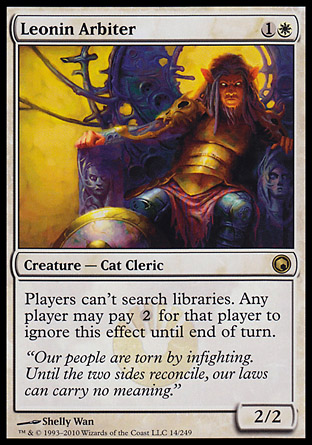 Leonin Arbiter 1
Creature — Cat Cleric
Players can't search libraries. Any
player may pay 2 for that player to
ignore this effect until end of turn.
“Our people are torn by infighting.
Until the two sides reconcile, our laws
can carry no meaning.”
Shelly Wan
™ & © 1993–2010 Wizards of the Coast LLC 14/249
2/2